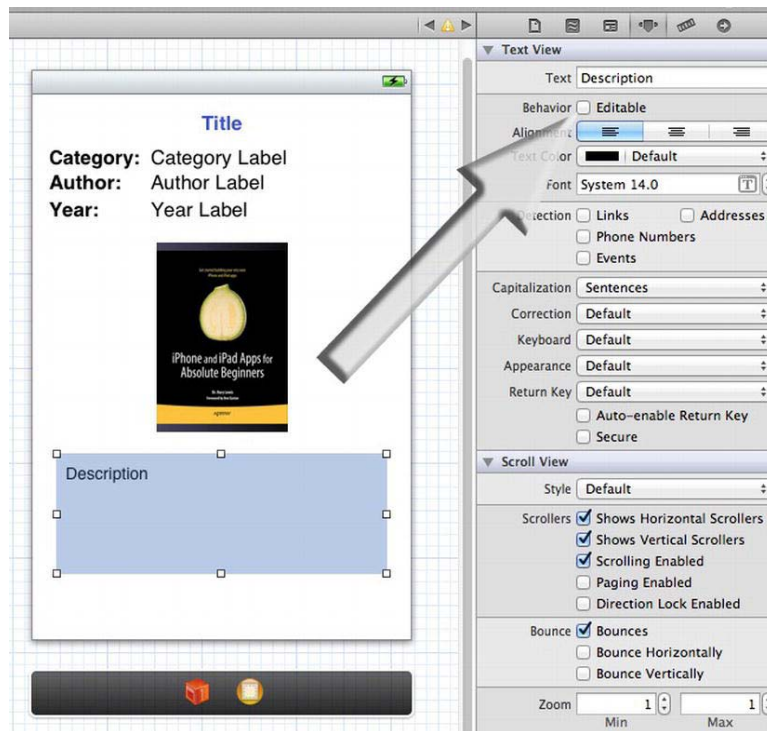 Title
Category: Category Label
Author: Author Label
Year: Year Label
iPhone and iPad Apps for
Absolute Beginners
Description
Text View
Text Description
Behavior Editable
Alignment
Text Color Default
Font System 14.0 T
Detection Links Addresses
Phone Numbers
Events
Capitalization Sentences
Correction Default
Keyboard Default
Appearance Default
Return Key Default
Auto-enable Return Key
Secure
Scroll View
Style Default
Scrollers Shows Horizontal Scrollers
Shows Vertical Scrollers
Scrolling Enabled
Paging Enabled
Direction Lock Enabled
Bounce Bounces
Bounce Horizontally
Bounce Vertically
Zoom 1 1
Min Max